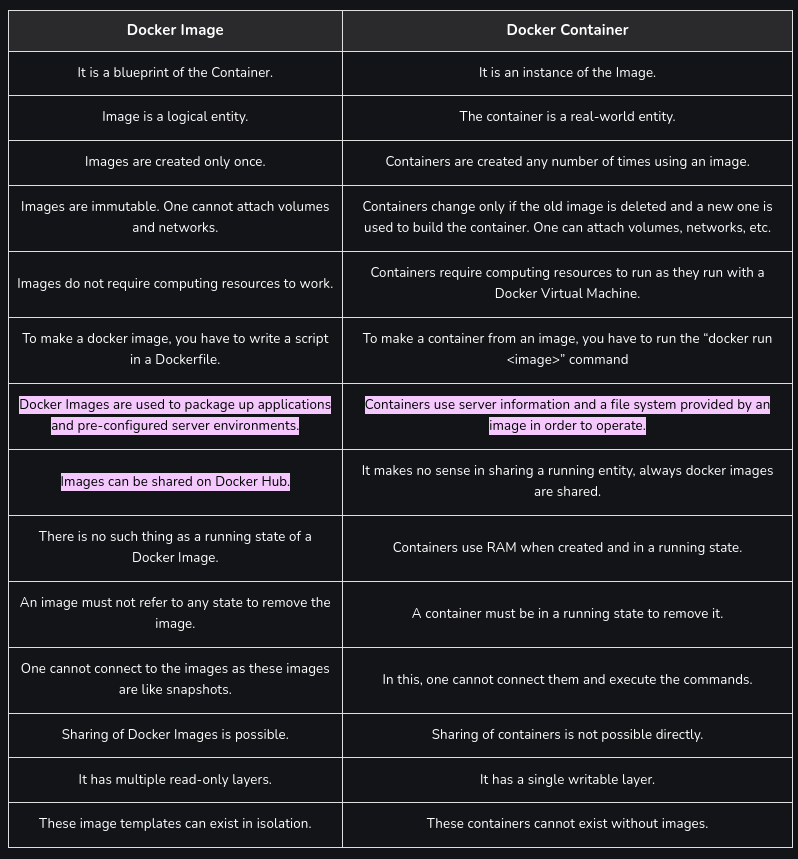 Docker Image
Docker Container
It is a blueprint of the Container.
It is an instance of the Image.
Image is a logical entity.
The container is a real-world entity.
Images are created only once.
Containers are created any number of times using an image.
Images are immutable. One cannot attach volumes
and networks.
Containers change only if the old image is deleted and a new one is
used to build the container. One can attach volumes, networks, etc.
Images do not require computing resources to work.
Containers require computing resources to run as they run with a
Docker Virtual Machine.
To make a docker image, you have to write a script
in a Dockerfile.
To make a container from an image, you have to run the “docker run
<image>” command
Docker Images are used to package up applications
and pre-configured server environments.
Containers use server information and a file system provided by an
image in order to operate.
Images can be shared on Docker Hub.
It makes no sense in sharing a running entity, always docker images
are shared.
There is no such thing as a running state of a
Docker Image.
Containers use RAM when created and in a running state.
An image must not refer to any state to remove the
image.
A container must be in a running state to remove it.
One cannot connect to the images as these images
are like snapshots.
In this, one cannot connect them and execute the commands.
Sharing of Docker Images is possible.
Sharing of containers is not possible directly.
It has multiple read-only layers.
It has a single writable layer.
These image templates can exist in isolation.
These containers cannot exist without images.